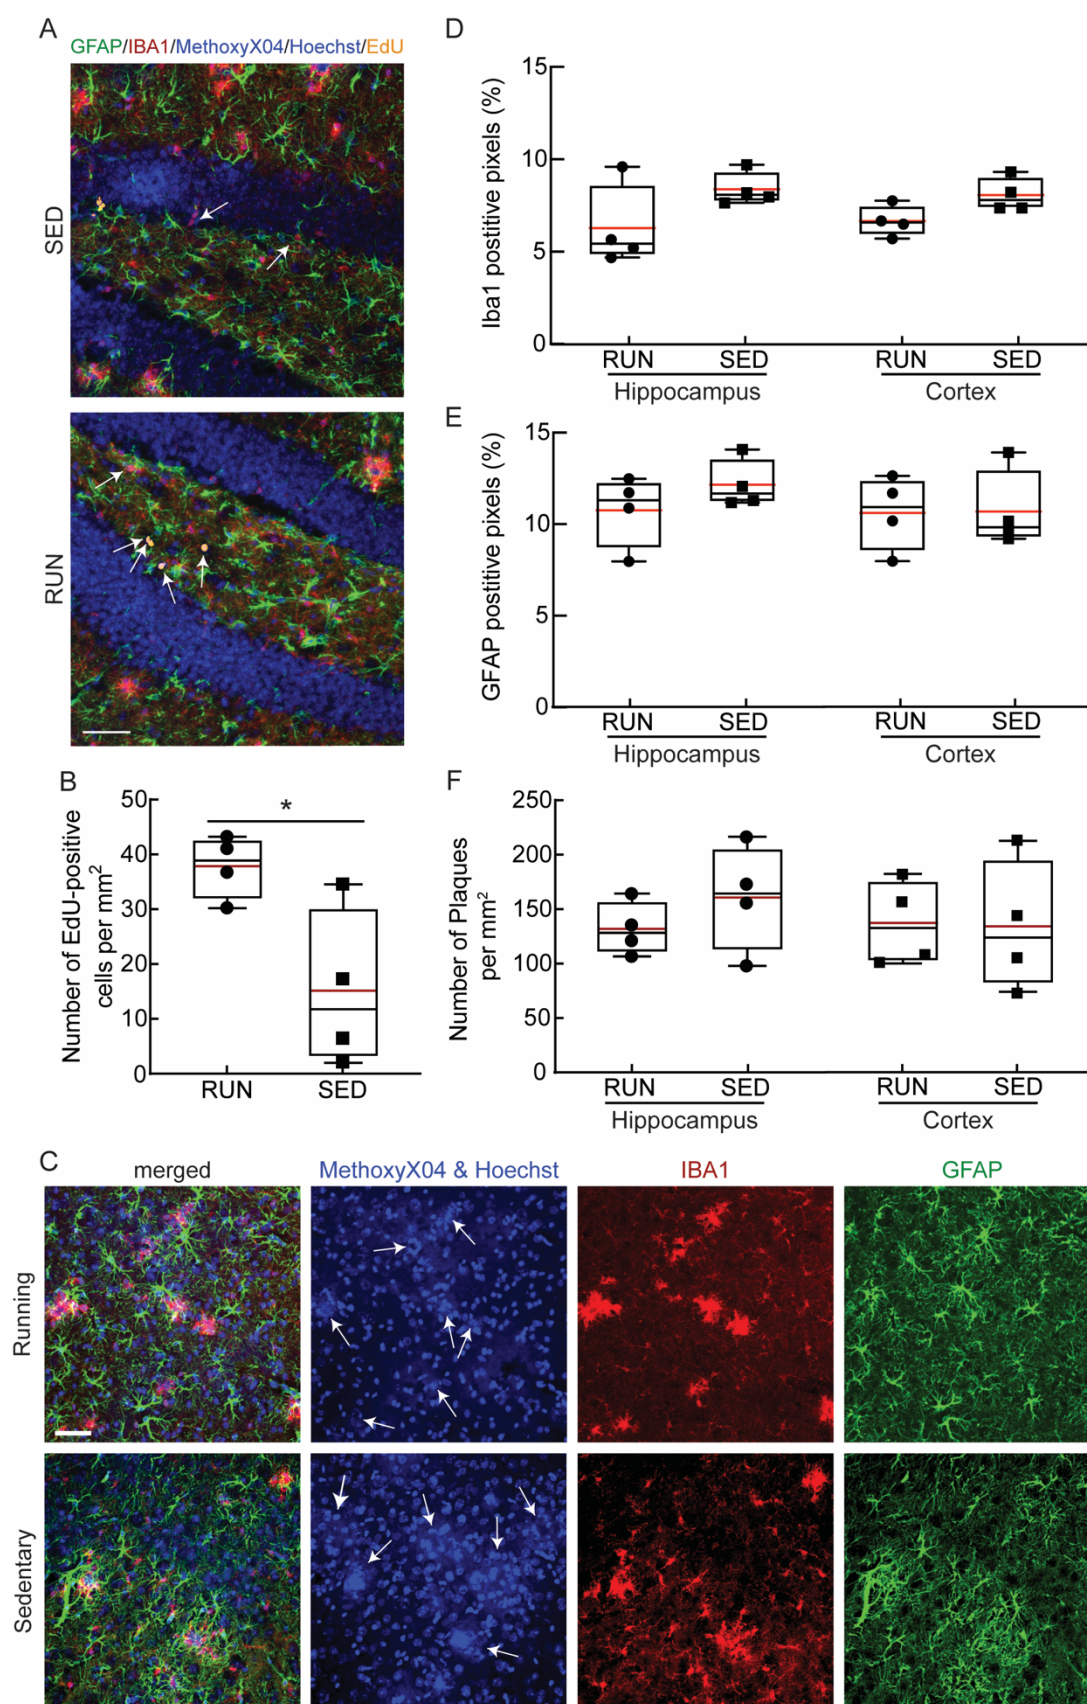 A
GFAP/IBA1/MethoxyX04/Hoechst/EdU
SED
RUN
B
Number of EdU-positive
cells per mm2
50
40
30
20
10
0
*
RUN SED
D
Iba1 postitive pixels (%)
15
10
5
0
RUN SED RUN SED
Hippocampus Cortex
E
GFAP postitive pixels (%)
15
10
5
0
RUN SED RUN SED
Hippocampus Cortex
F
Number of Plaques
per mm2
250
200
150
100
50
0
RUN SED RUN SED
Hippocampus Cortex
C
merged MethoxyX04 & Hoechst IBA1 GFAP
Running
Sedentary